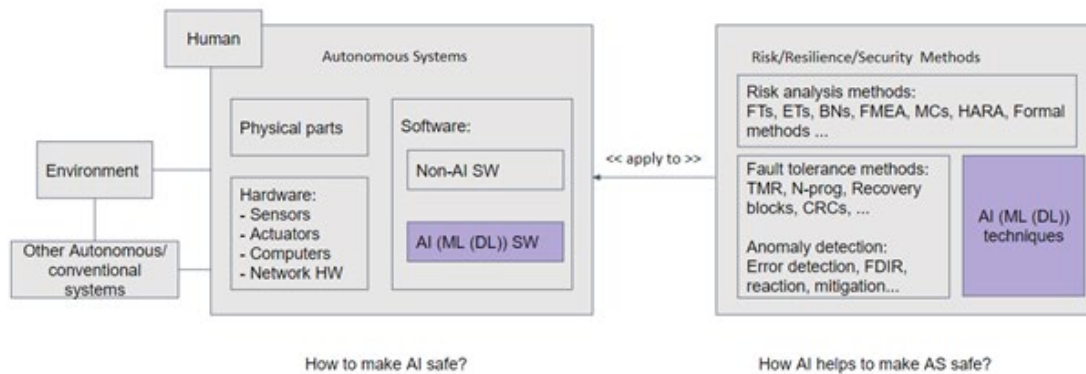 Human
Autonomous Systems
Physical parts
Hardware:
- Sensors
- Actuators
- Computers
- Network HW
Software:
Non-AI SW
AI (ML (DL)) SW
Environment
Other Autonomous/
conventional
systems
<< apply to >>
Risk/Resilience/Security Methods
Risk analysis methods:
FTs, ETs, BNs, FMEA, MCs, HARA, Formal
methods ...
Fault tolerance methods:
TMR, N-prog, Recovery
blocks, CRCs, ...
Anomaly detection:
Error detection, FDIR,
reaction, mitigation...
AI (ML (DL))
techniques
How to make AI safe?
How AI helps to make AS safe?